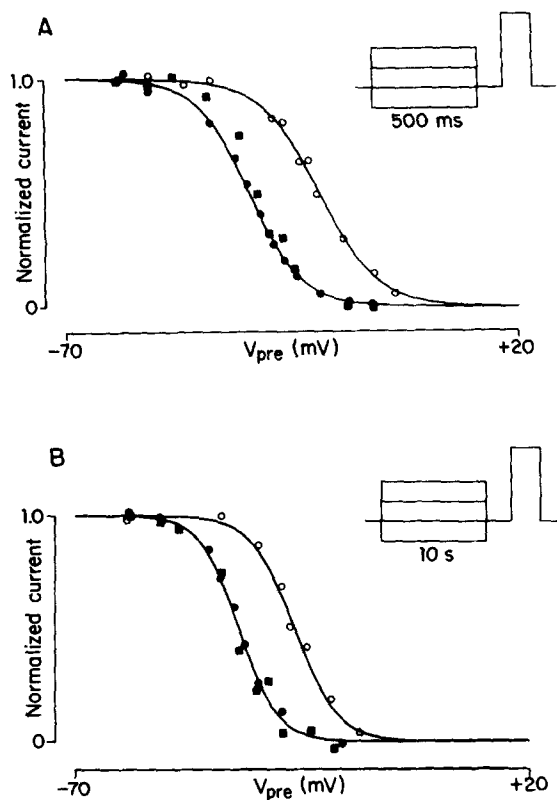 A
1.0
500 ms
Normalized current
0
-70
Vpre (mV)
+20
B
1.0
10 s
Normalized current
0
-70
Vpre (mV)
+20